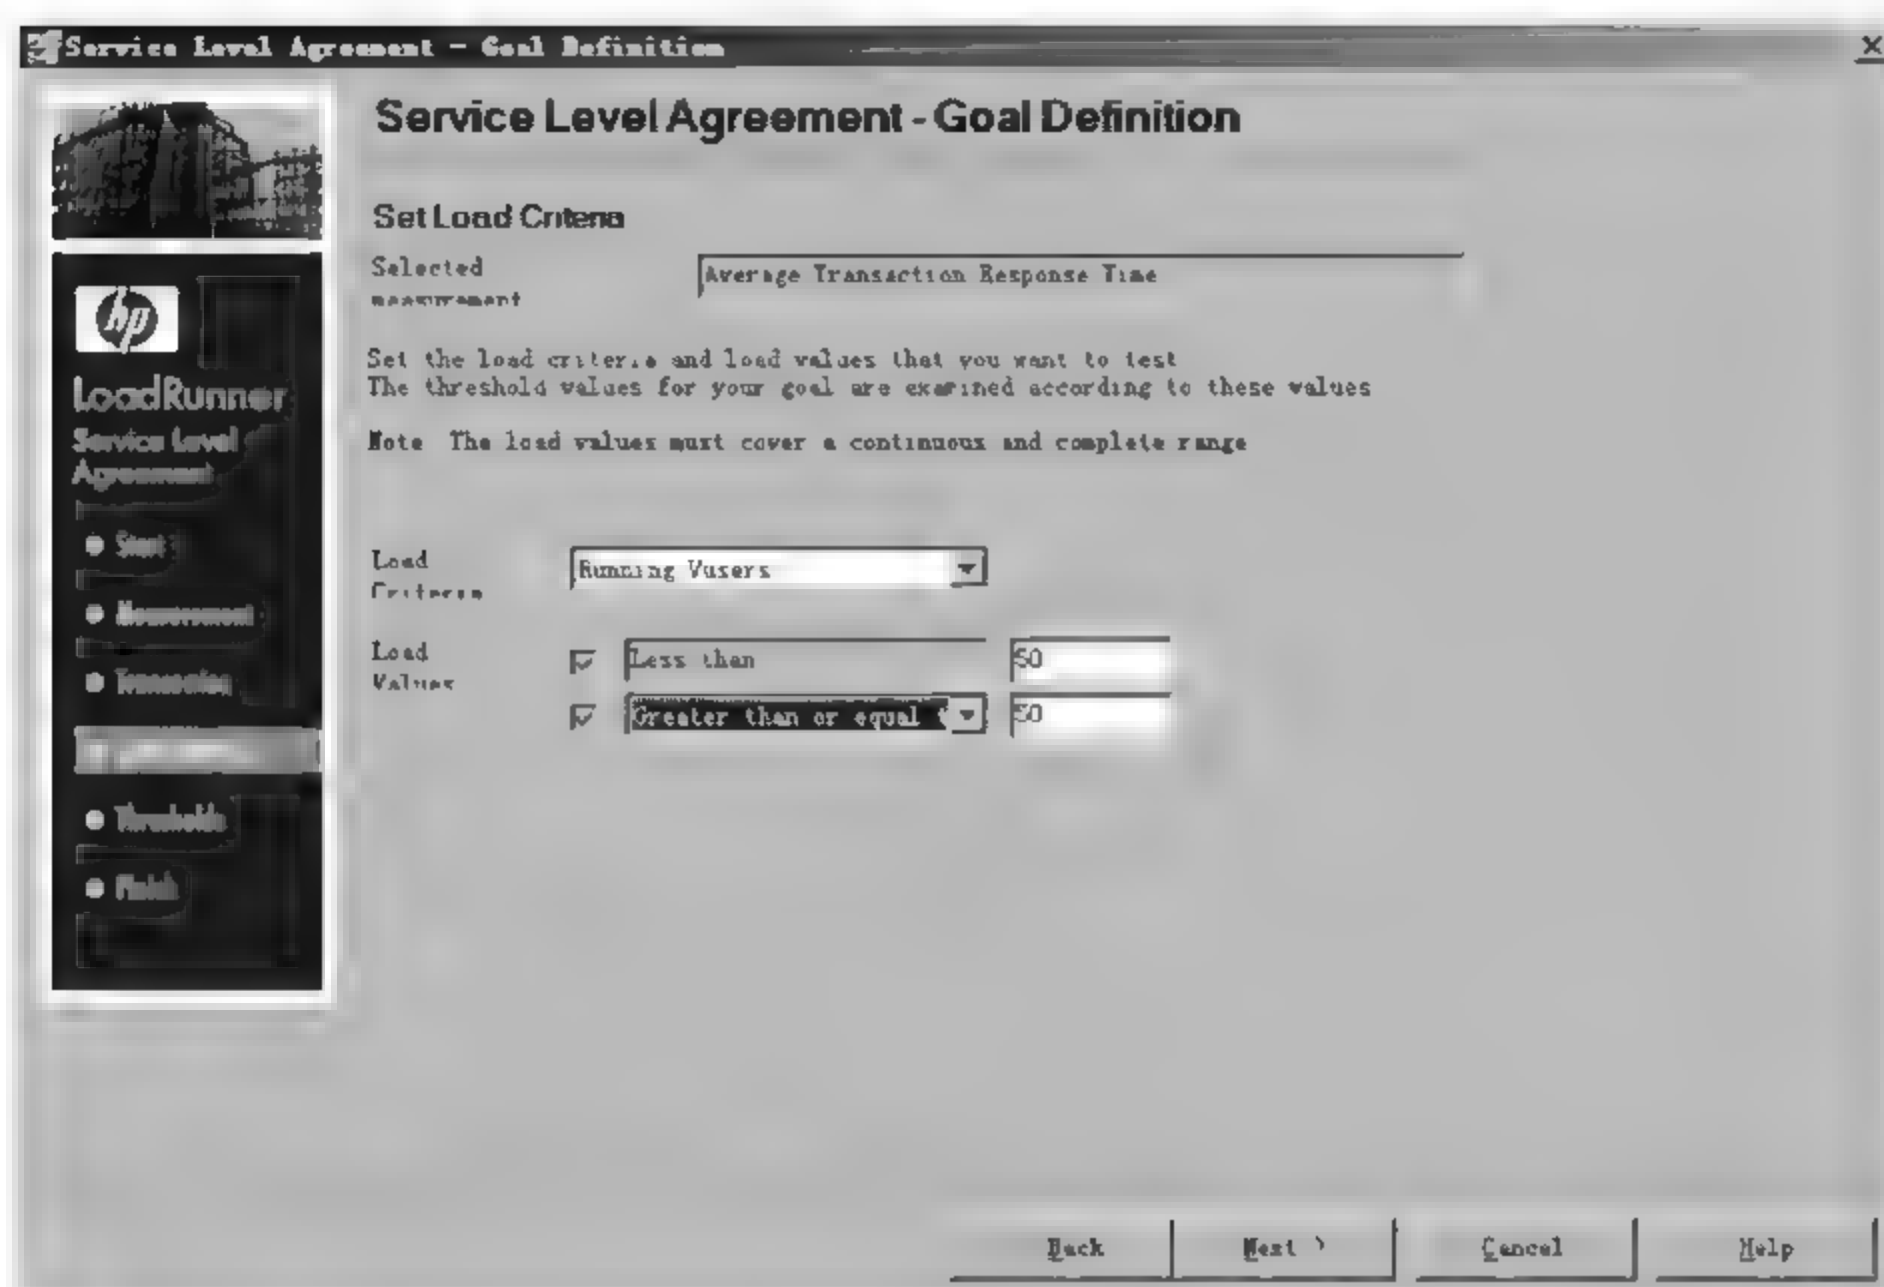 Service Level Agreement - Goal Definition
Service Level Agreement - Goal Definition
Set Load Criteria
Selected
measurement
Average Transaction Response Time
Set the load criteria and load values that you want to test
The threshold values for your goal are examined according to these values
Note The load values must cover a continuous and complete range
hp
LoadRunner
Service Level
Agreement
Start
Measurement
Transaction
Thresholds
Finish
Load
Criteria
Running Vusers
Load
Values
Less than
50
Greater than or equal t
50
Back
Next >
Cancel
Help